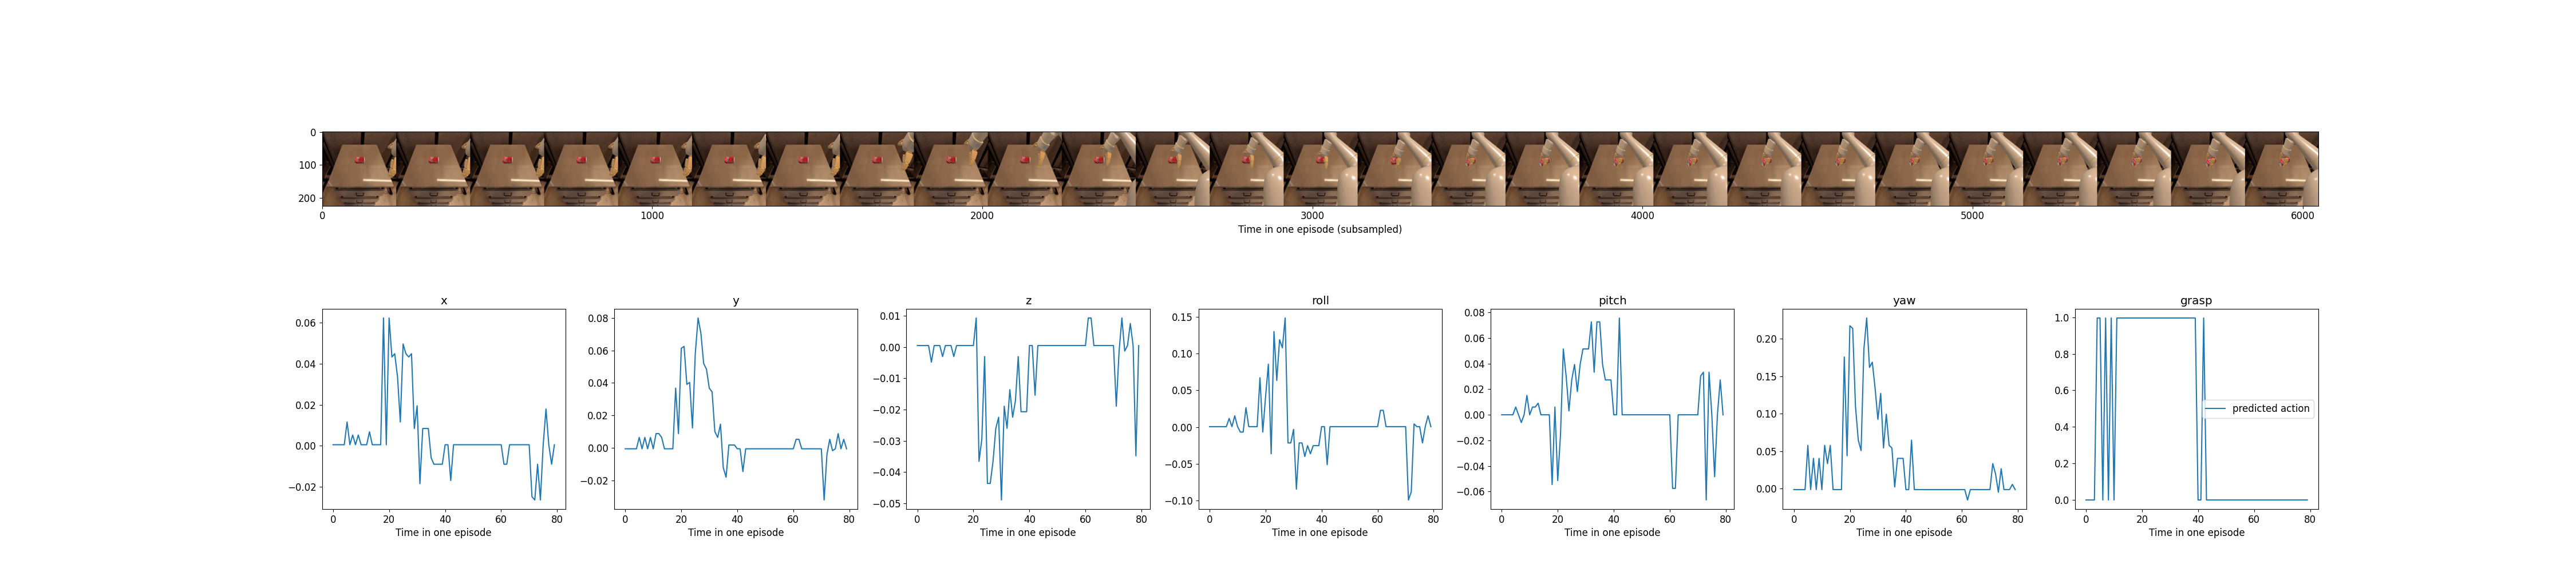 0
100
200
0 1000 2000 3000 4000 5000 6000
Time in one episode (subsampled)
x
0.06
0.04
0.02
0.00
−0.02
0 20 40 60 80
Time in one episode
y
0.08
0.06
0.04
0.02
0.00
−0.02
0 20 40 60 80
Time in one episode
z
0.01
0.00
−0.01
−0.02
−0.03
−0.04
−0.05
0 20 40 60 80
Time in one episode
roll
0.15
0.10
0.05
0.00
−0.05
−0.10
0 20 40 60 80
Time in one episode
pitch
0.08
0.06
0.04
0.02
0.00
−0.02
−0.04
−0.06
0 20 40 60 80
Time in one episode
yaw
0.20
0.15
0.10
0.05
0.00
0 20 40 60 80
Time in one episode
grasp
1.0
0.8
0.6
0.4
0.2
0.0
predicted action
0 20 40 60 80
Time in one episode